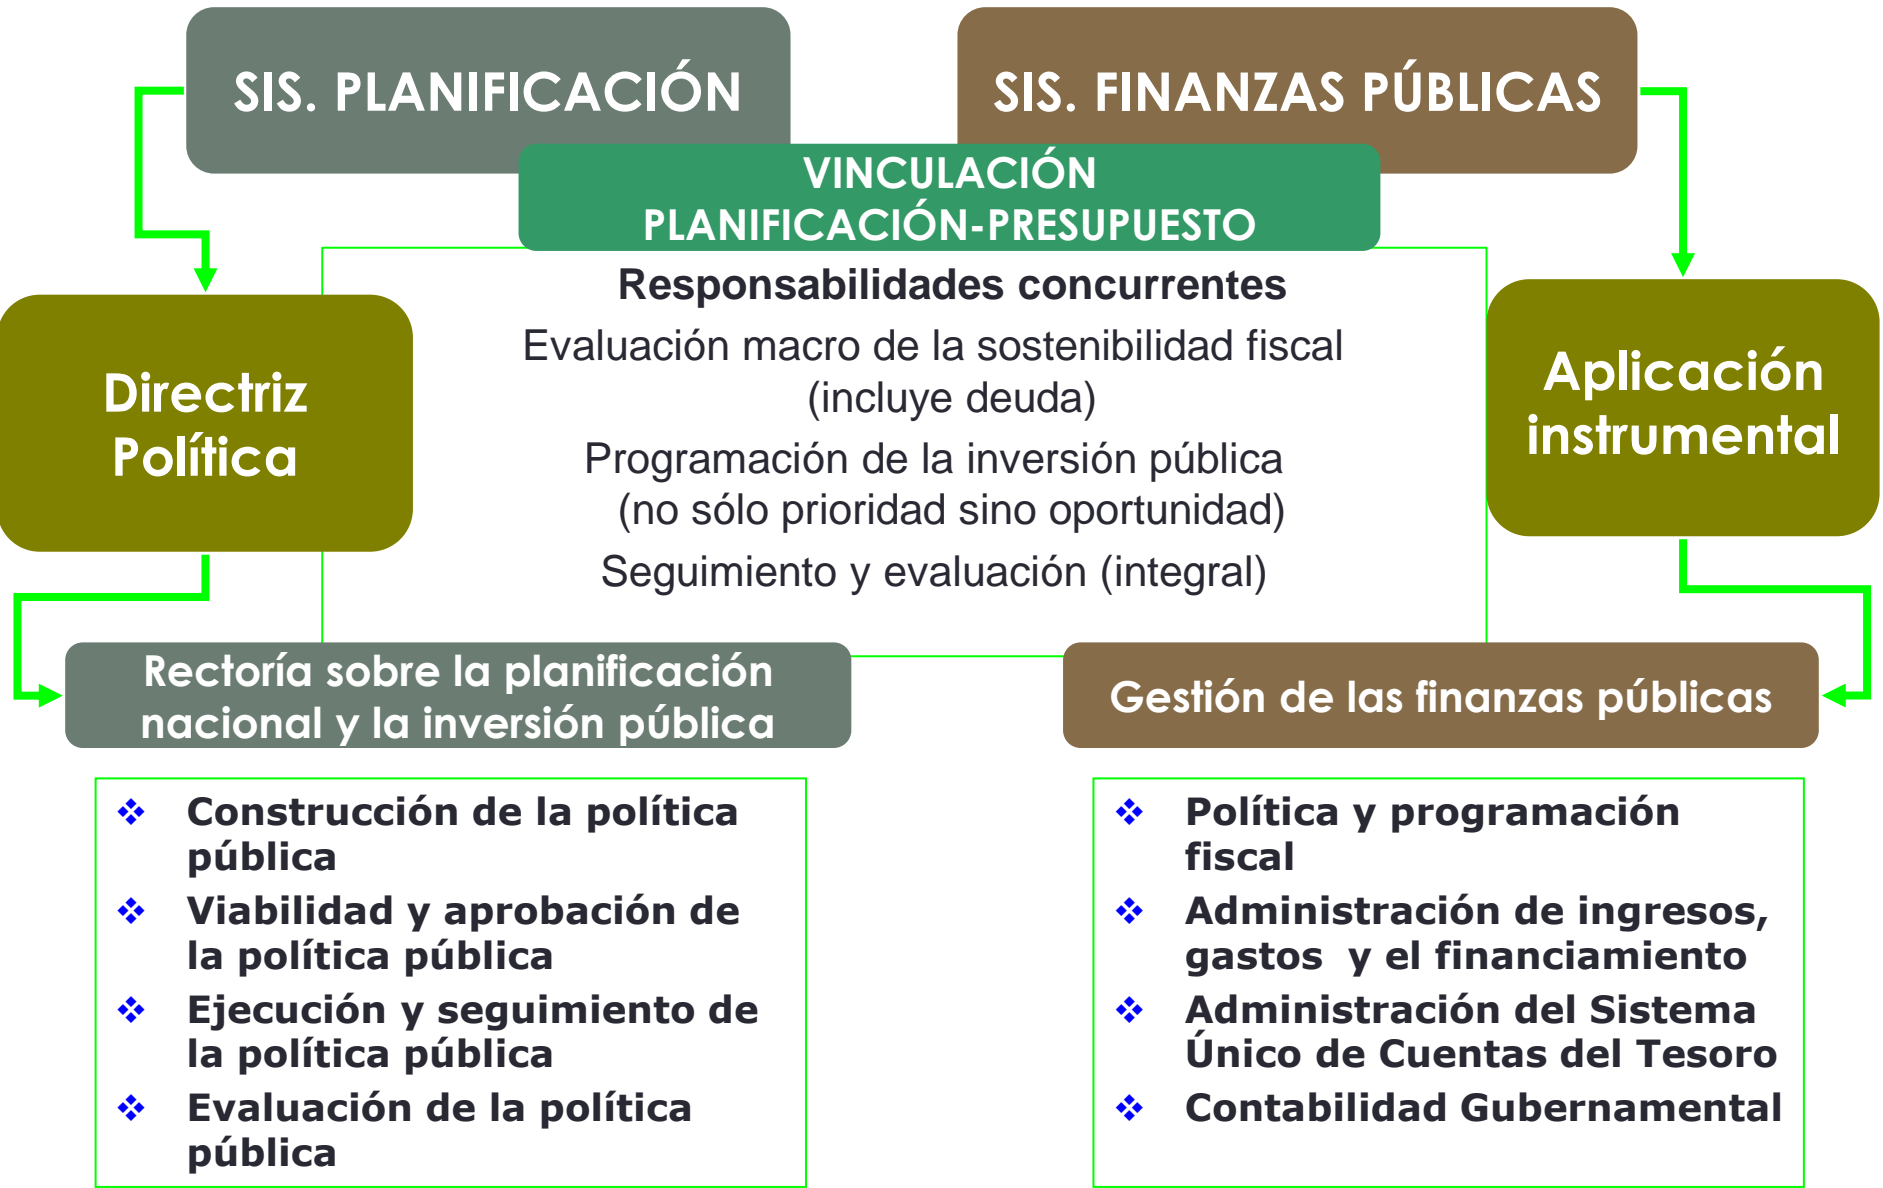 SIS. PLANIFICACIÓN
SIS. FINANZAS PÚBLICAS
VINCULACIÓN
PLANIFICACIÓN-PRESUPUESTO
Responsabilidades concurrentes
Evaluación macro de la sostenibilidad fiscal
(incluye deuda)
Programación de la inversión pública
(no sólo prioridad sino oportunidad)
Seguimiento y evaluación (integral)
Directriz
Política
Aplicación
instrumental
Rectoría sobre la planificación
nacional y la inversión pública
Construcción de la política
pública
Viabilidad y aprobación de
la política pública
Ejecución y seguimiento de
la política pública
Evaluación de la política
pública
Gestión de las finanzas públicas
Política y programación
fiscal
Administración de ingresos,
gastos  y el financiamiento
Administración del Sistema
Único de Cuentas del Tesoro
Contabilidad Gubernamental